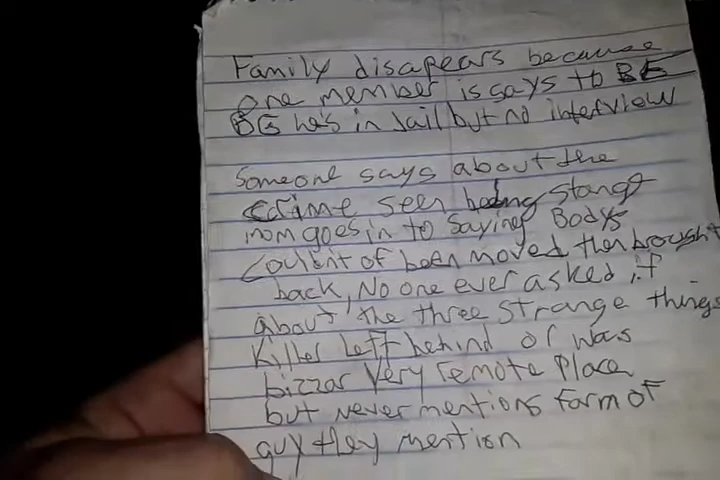 Family disapears because
one member is says to BE
BG he's in Jail but no interview
Someone says about the
crime seen being stange
mom goes in to saying Bodys
couldnt of been moved then brought
back, No one ever asked if
about the three strange things
Killer left behind or was
bizzar very remote place
but never mentions farm of
guy they mention